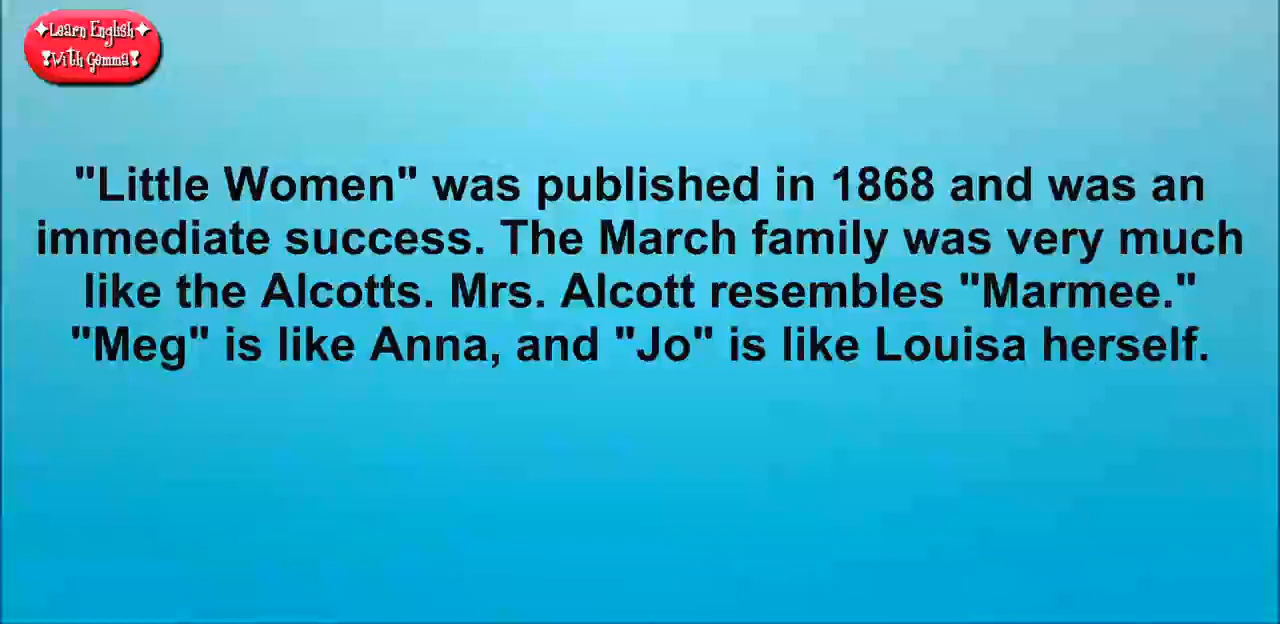 ✦Learn English✦
❣With Gemma❣
"Little Women" was published in 1868 and was an
immediate success. The March family was very much
like the Alcotts. Mrs. Alcott resembles "Marmee."
"Meg" is like Anna, and "Jo" is like Louisa herself.